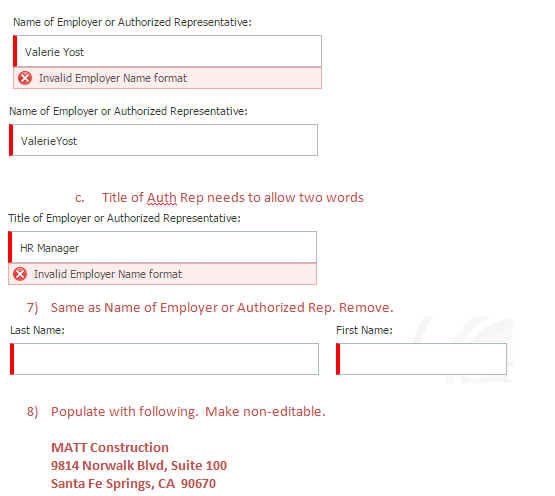 Name of Employer or Authorized Representative:
Valerie Yost
Invalid Employer Name format
Name of Employer or Authorized Representative:
ValerieYost
c. Title of Auth Rep needs to allow two words
Title of Employer or Authorized Representative:
HR Manager
Invalid Employer Name format
7) Same as Name of Employer or Authorized Rep. Remove.
Last Name: First Name:
8) Populate with following. Make non-editable.
MATT Construction
9814 Norwalk Blvd, Suite 100
Santa Fe Springs, CA 90670